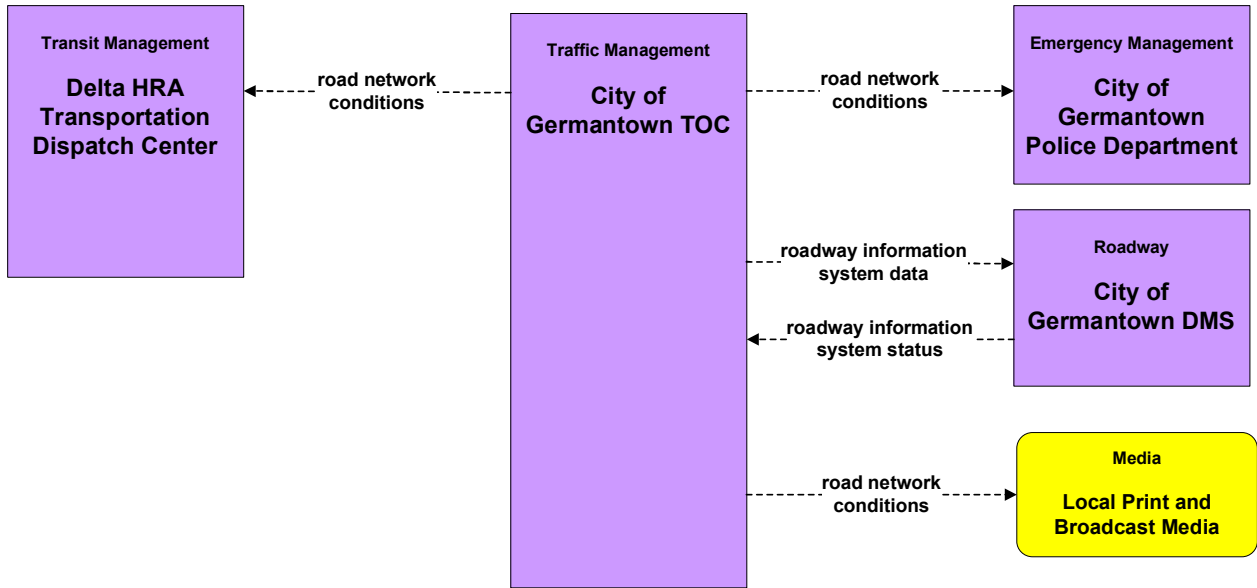 Transit Management
Delta HRA
Transportation
Dispatch Center
road network
conditions
Traffic Management
City of
Germantown TOC
road network
conditions
Emergency Management
City of
Germantown
Police Department
roadway information
system data
roadway information
system status
Roadway
City of
Germantown DMS
road network
conditions
Media
Local Print and
Broadcast Media